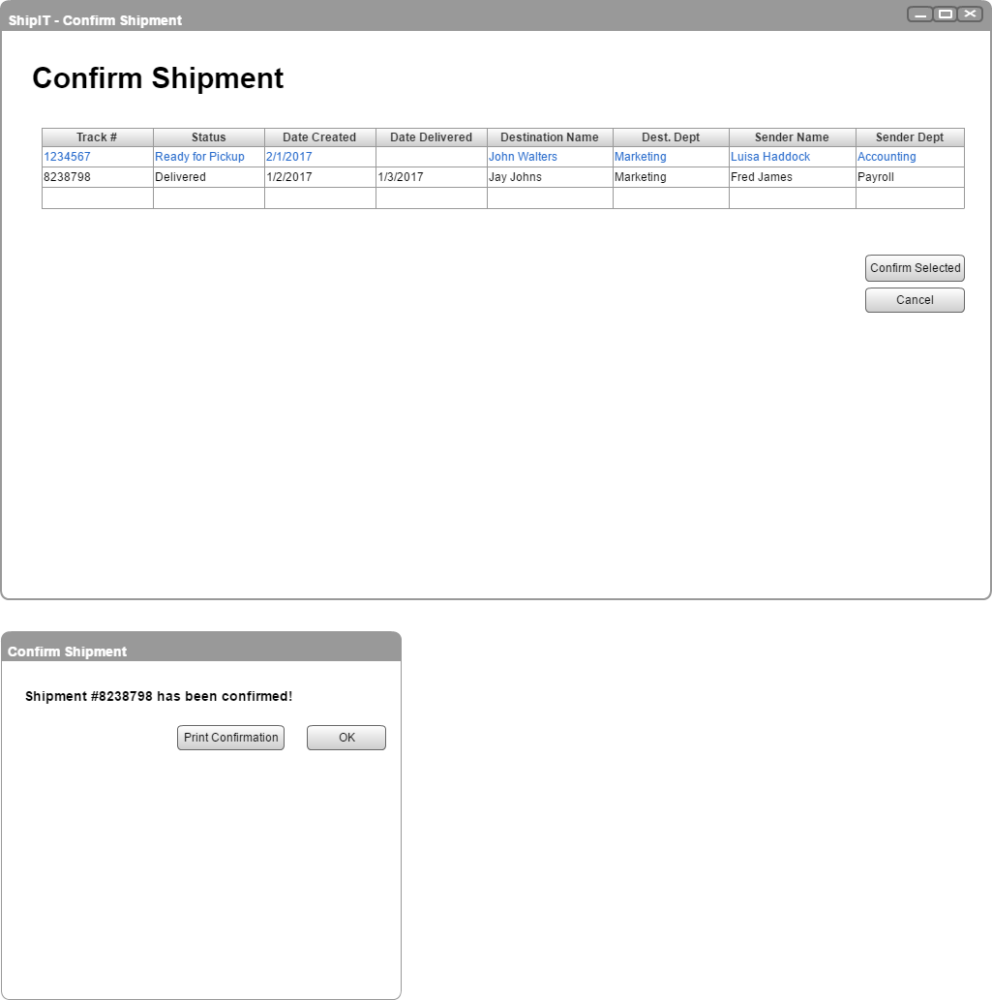 ShipIT - Confirm Shipment
Confirm Shipment
Track # Status Date Created Date Delivered Destination Name Dest. Dept Sender Name Sender Dept
1234567 Ready for Pickup 2/1/2017 John Walters Marketing Luisa Haddock Accounting
8238798 Delivered 1/2/2017 1/3/2017 Jay Johns Marketing Fred James Payroll
Confirm Selected
Cancel
Confirm Shipment
Shipment #8238798 has been confirmed!
Print Confirmation OK